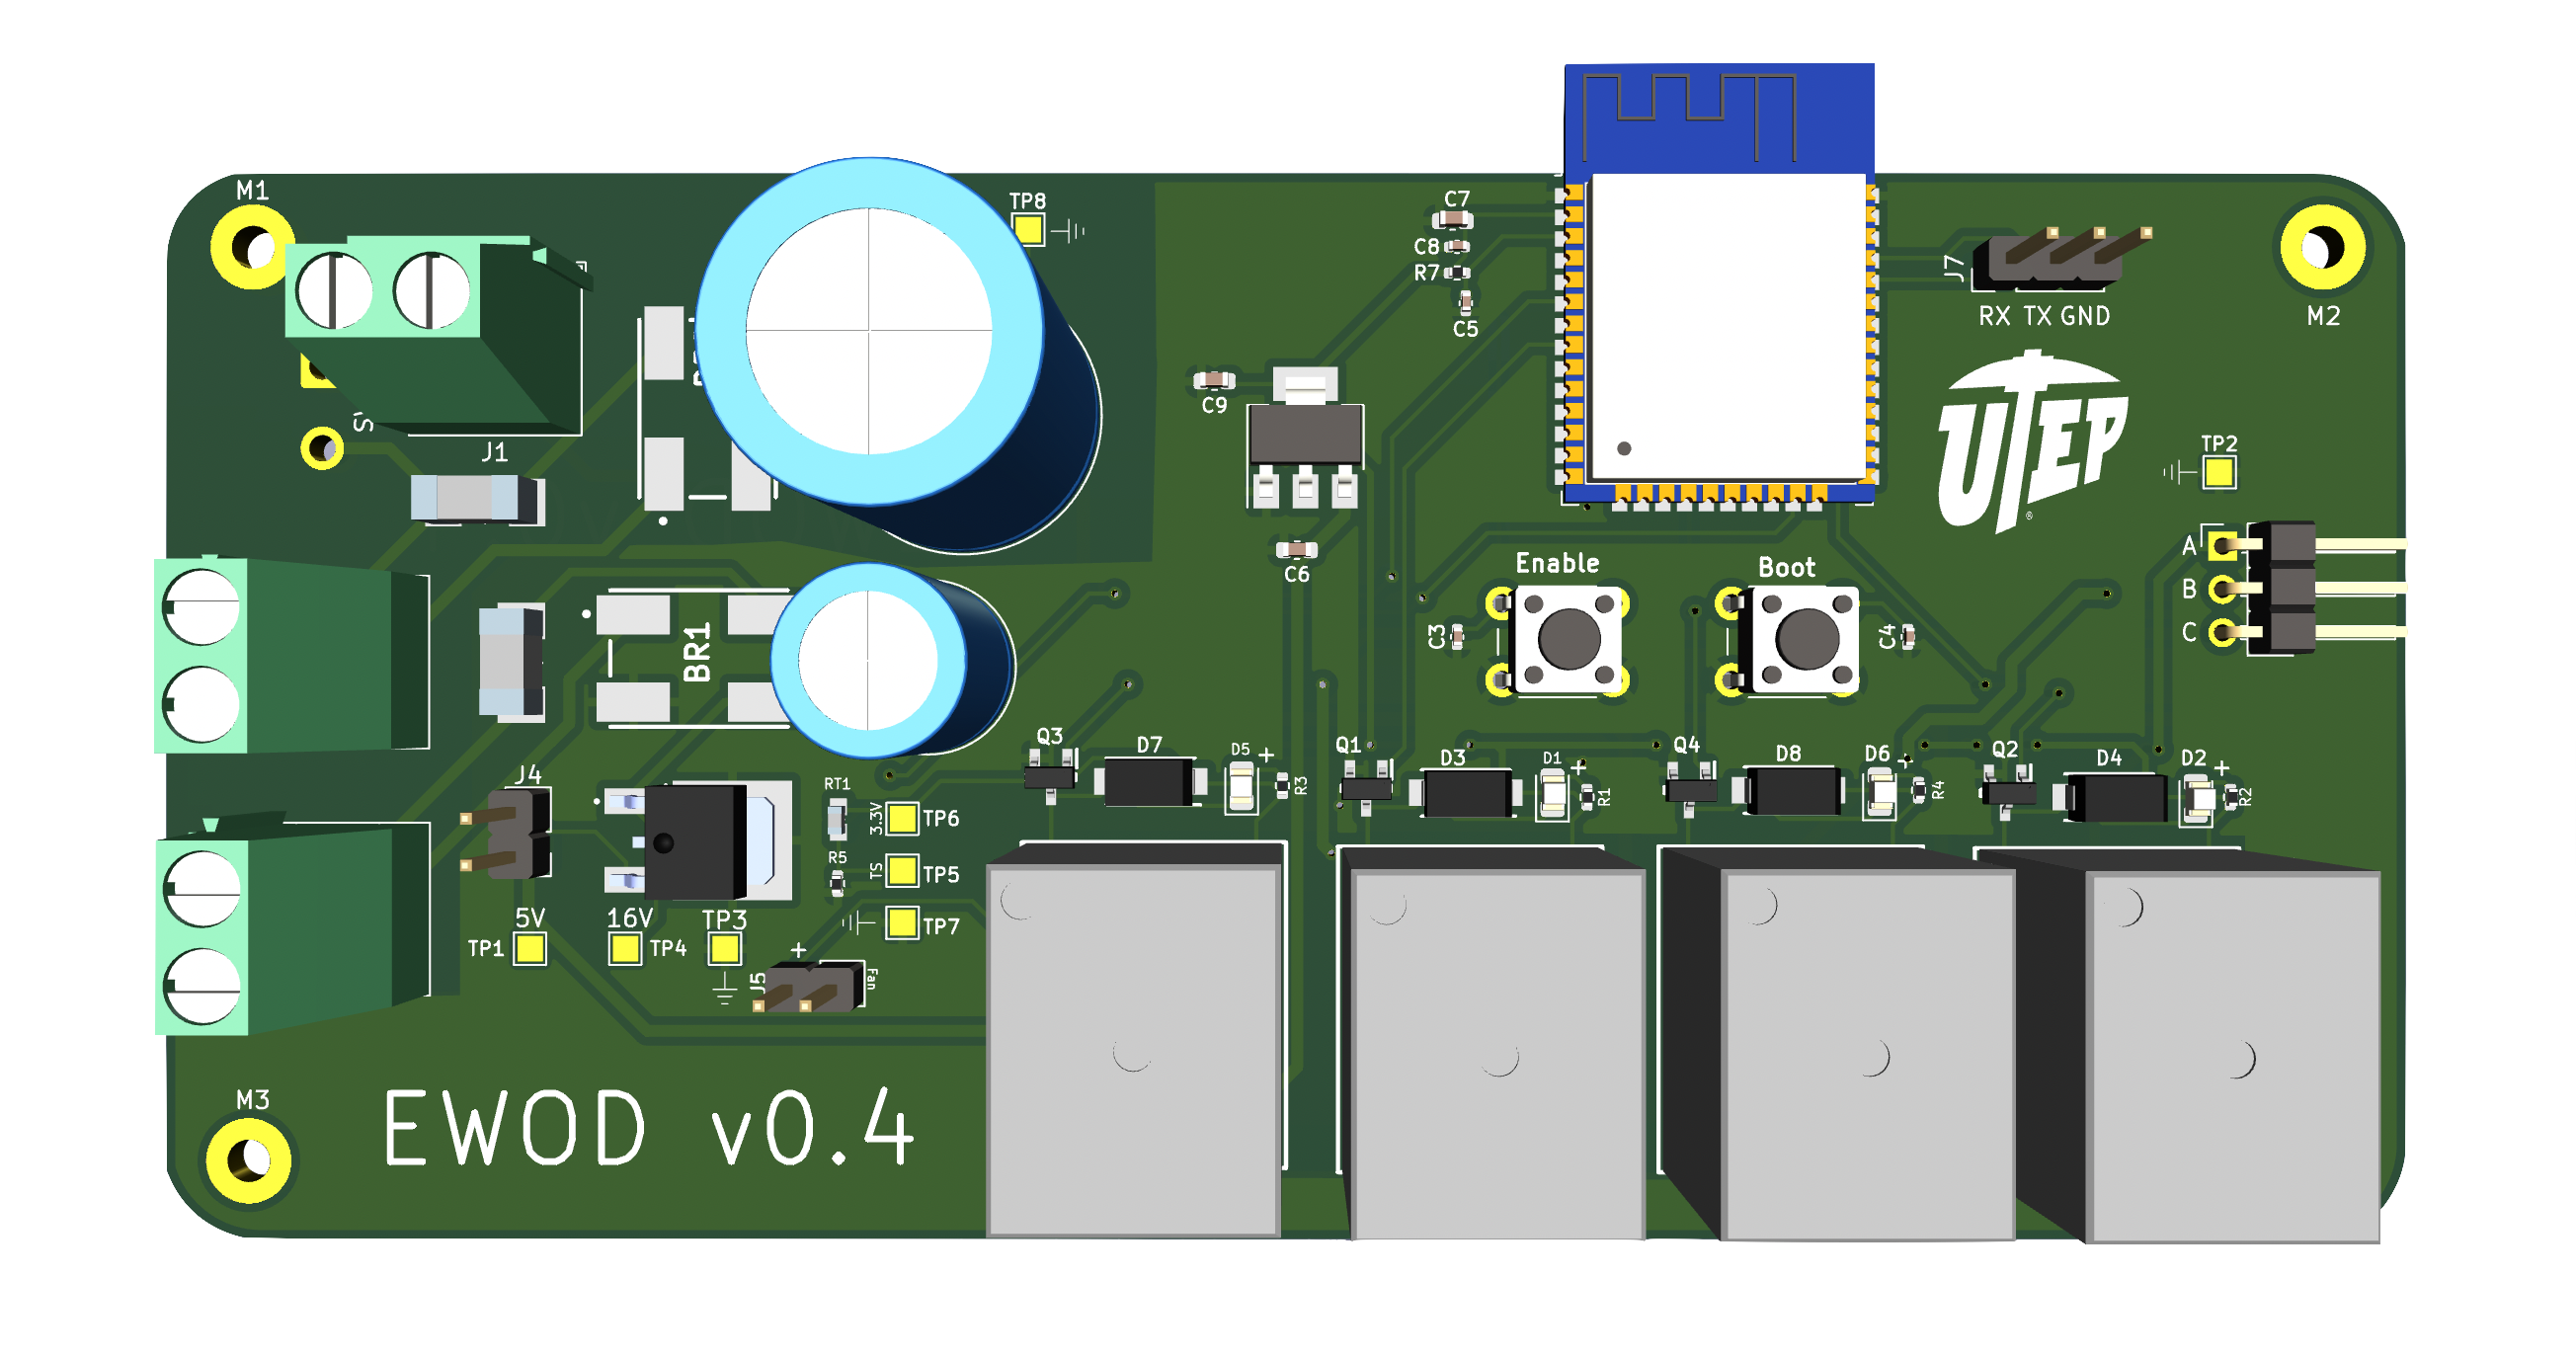 M1
TP8
C7
C8
R7
C5
J7
RX TX GND
M2
C9
J1
UTEP
®
TP2
A
B
C
C6
Enable
Boot
C3
C4
BR1
Q3
D7
D5
+
R3
Q1
D3
D1
+
R1
Q4
D8
D6
+
R4
Q2
D4
D2
+
R2
J4
RT1
3.3V
TP6
R5
TS
TP5
TP7
5V
16V
TP3
TP1
TP4
+
J5
Fan
M3
EWOD v0.4